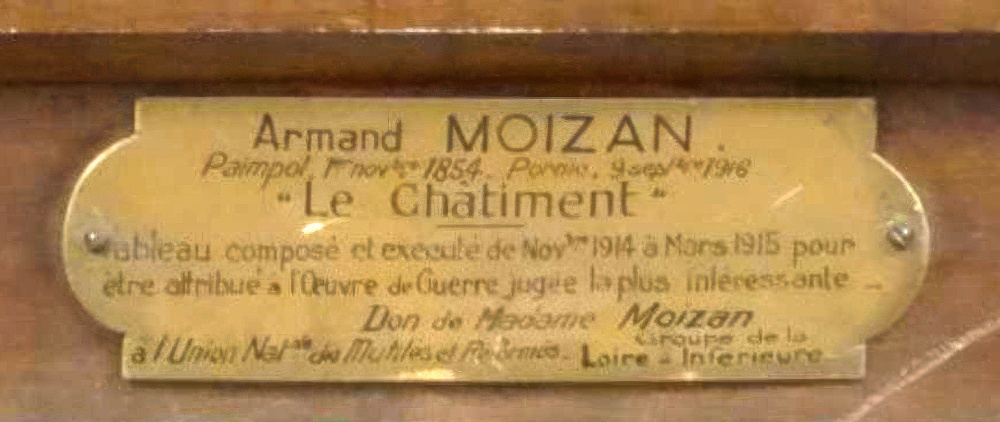 Armand MOIZAN.
Paimpol, 1er novbre 1854. Pornic, 9 septbre 1916
"Le Châtiment"
Tableau composé et exécuté de Novbre 1914 à Mars 1915 pour
être attribué à l'Œuvre de Guerre jugée la plus intéressante _
Don de Madame Moizan
à l'Union Natale des Mutilés et Réformés. Groupe de la
Loire-Inférieure